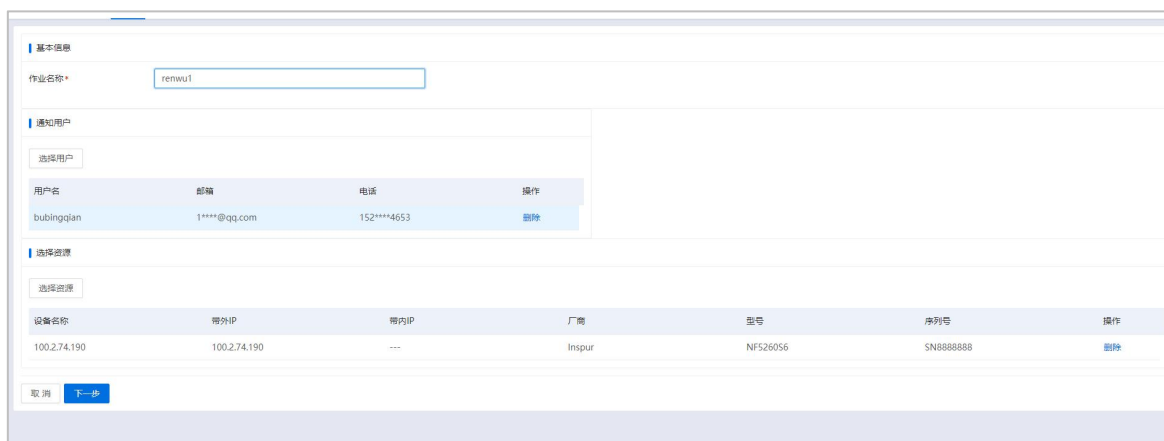 基本信息
作业名称* renwu1
通知用户
选择用户
用户名 邮箱 电话 操作
bubingqian 1****@qq.com 152****4653 删除
选择资源
选择资源
设备名称 带外IP 带内IP 厂商 型号 序列号 操作
100.2.74.190 100.2.74.190 --- Inspur NF5260S6 SN8888888 删除
取消 下一步